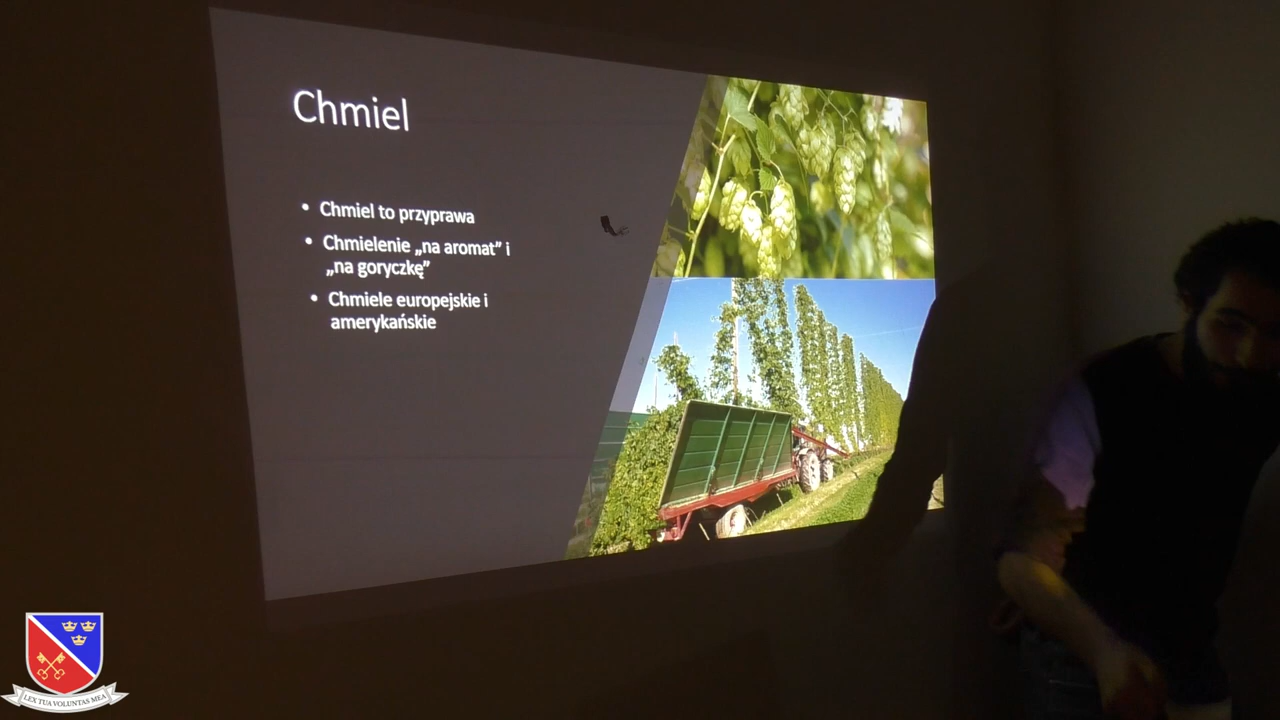 Chmiel
• Chmiel to przyprawa
• Chmielenie „na aromat” i
„na goryczkę”
• Chmiele europejskie i
amerykańskie
LEX TUA VOLUNTAS MEA